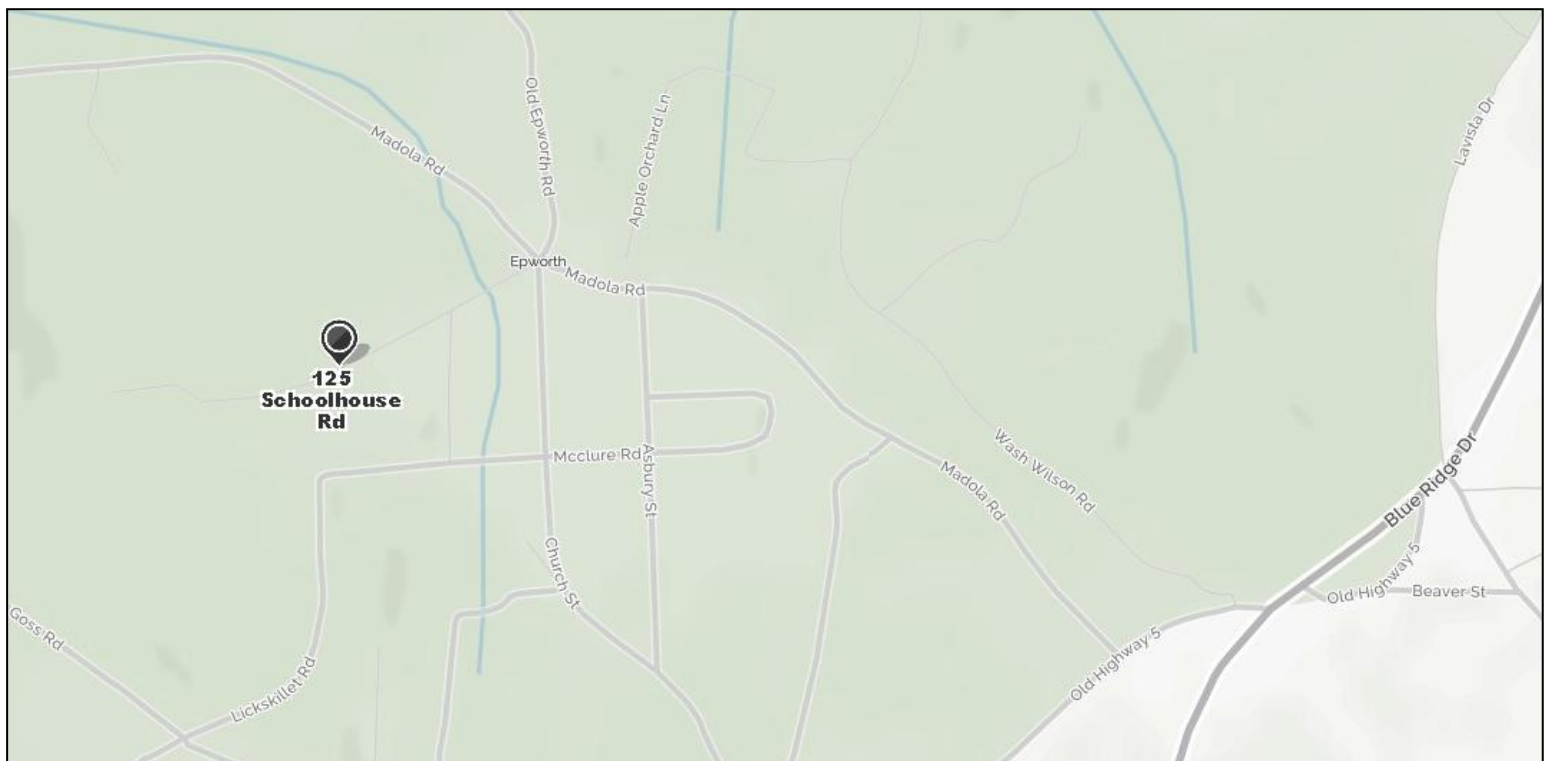 Lavista Dr
Old Epworth Rd
Apple Orchard Ln
Madola Rd
Epworth
Madola Rd
125
Schoolhouse
Rd
Mcclure Rd
Asbury St
Wash Wilson Rd
Blue Ridge Dr
Madola Rd
Church St
Old Highway 5
Beaver St
Goss Rd
Old Highway 5
Lickskillet Rd